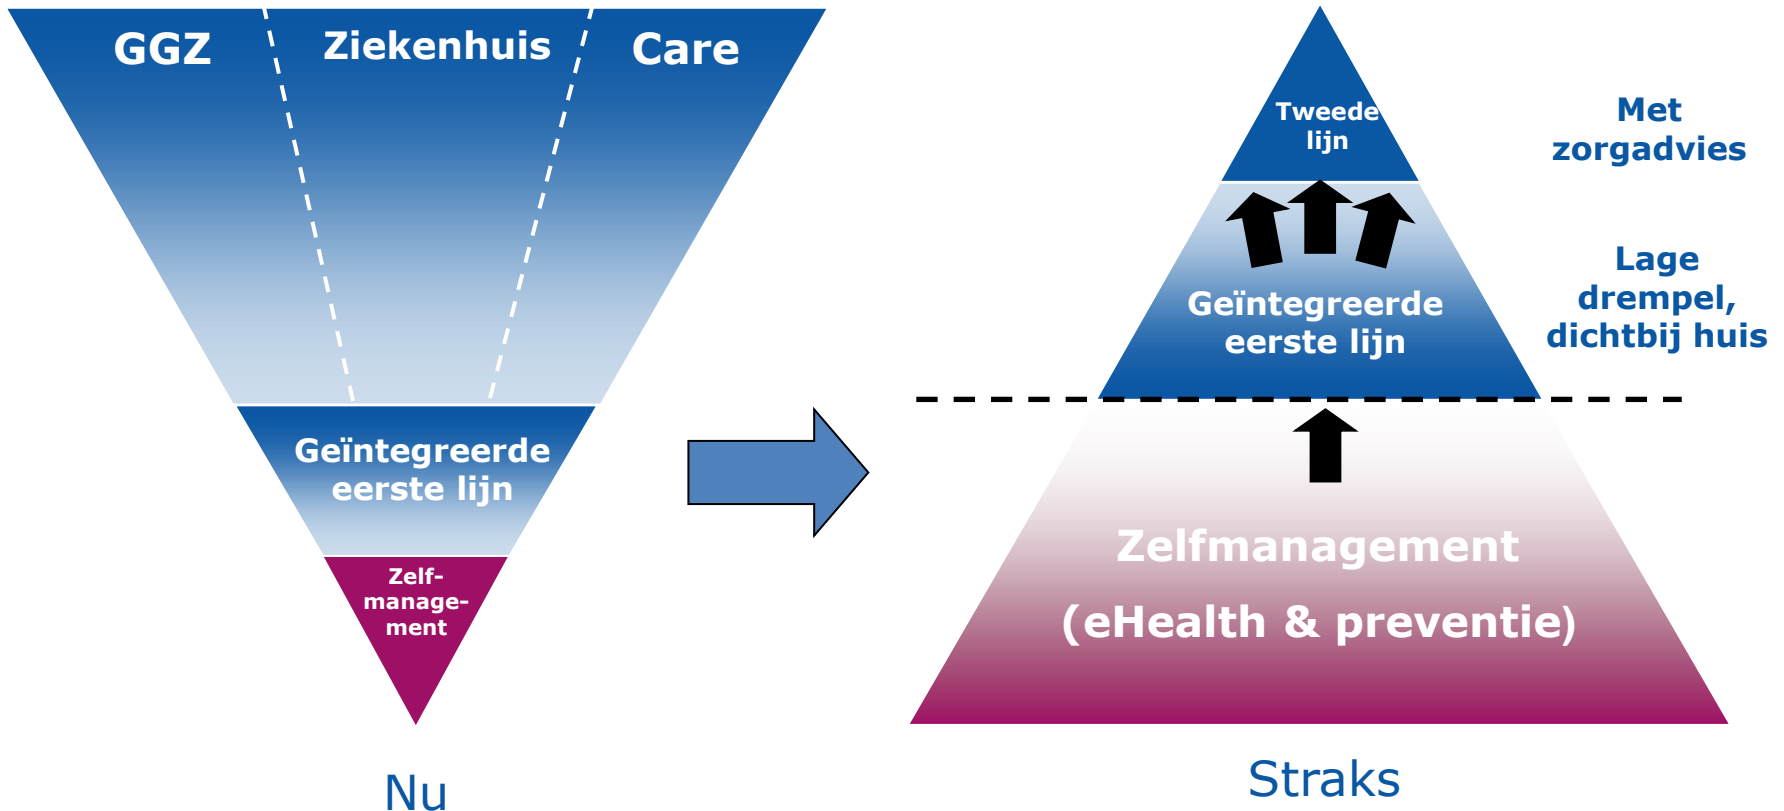 GGZ
Ziekenhuis
Care
Geïntegreerde
eerste lijn
Zelf-
manage-
ment
Nu
Tweede
lijn
Met
zorgadvies
Geïntegreerde
eerste lijn
Lage
drempel,
dichtbij huis
Zelfmanagement
(eHealth & preventie)
Straks